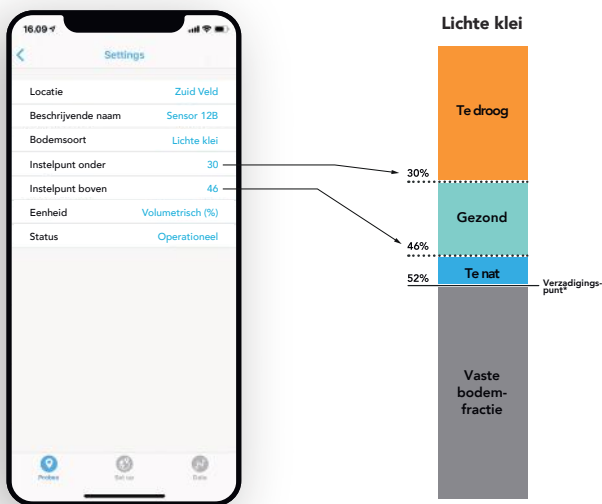 16.09
Settings
Locatie Zuid Veld
Beschrijvende naam Sensor 12B
Bodemsoort Lichte klei
Instelpunt onder 30
Instelpunt boven 46
Eenheid Volumetrisch (%)
Status Operationeel
Probes Set up Data
Lichte klei
Te droog
30%
Gezond
46%
Te nat
52%
Verzadigings-
punt*
Vaste
bodem-
fractie